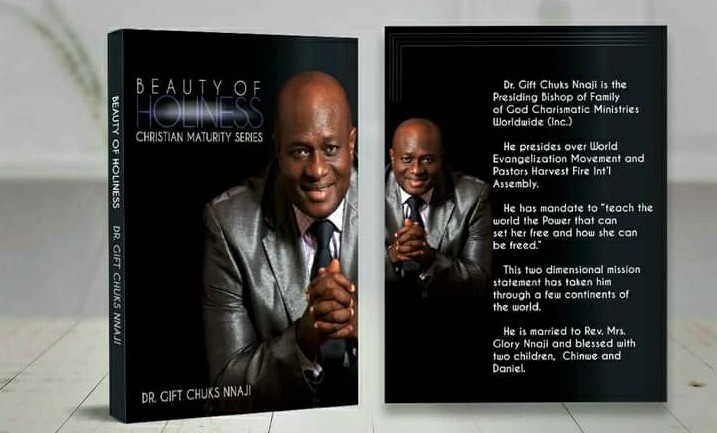 BEAUTY OF HOLINESS DR. GIFT CHUKS NNAJI
BEAUTY OF
HOLINESS
CHRISTIAN MATURITY SERIES
DR. GIFT CHUKS NNAJI
Dr. Gift Chuks Nnaji is the
Presiding Bishop of Family
of God Charismatic Ministries
Worldwide (Inc.)
He presides over World
Evangelization Movement and
Pastors Harvest Fire Int'l
Assembly.
He has mandate to "teach the
world the Power that can
set her free and how she can
be freed."
This two dimensional mission
statement has taken him
through a few continents of
the world.
He is married to Rev. Mrs.
Glory Nnaji and blessed with
two children, Chinwe and
Daniel.